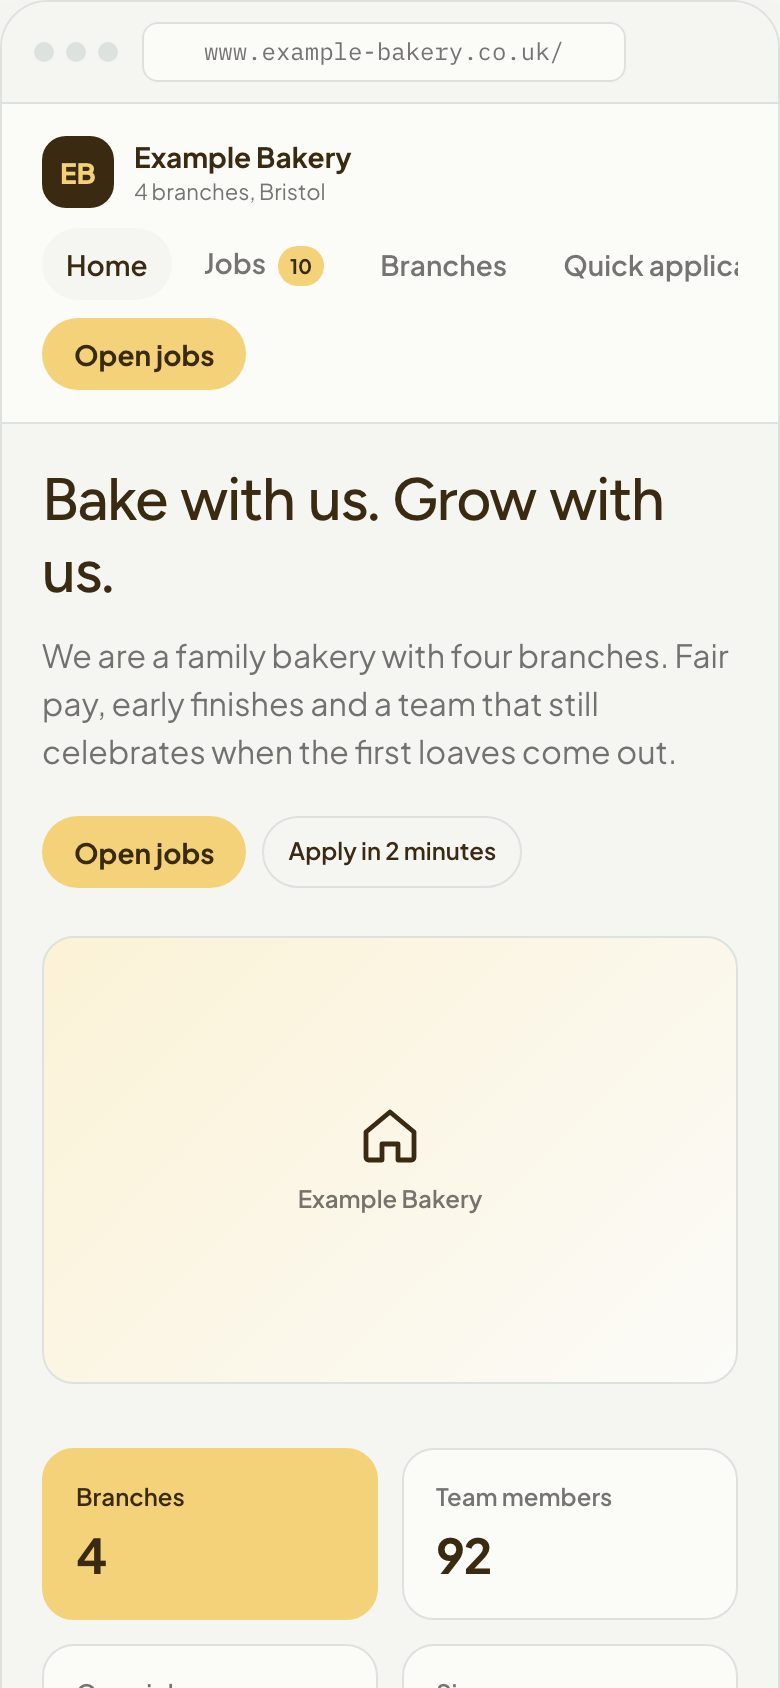 www.example-bakery.co.uk/
EB
Example Bakery
4 branches, Bristol
Home Jobs 10 Branches Quick
Open jobs
Bake with us. Grow with
us.
We are a family bakery with four branches. Fair
pay, early finishes and a team that still
celebrates when the first loaves come out.
Open jobs Apply in 2 minutes
Example Bakery
Branches Team members
4 92